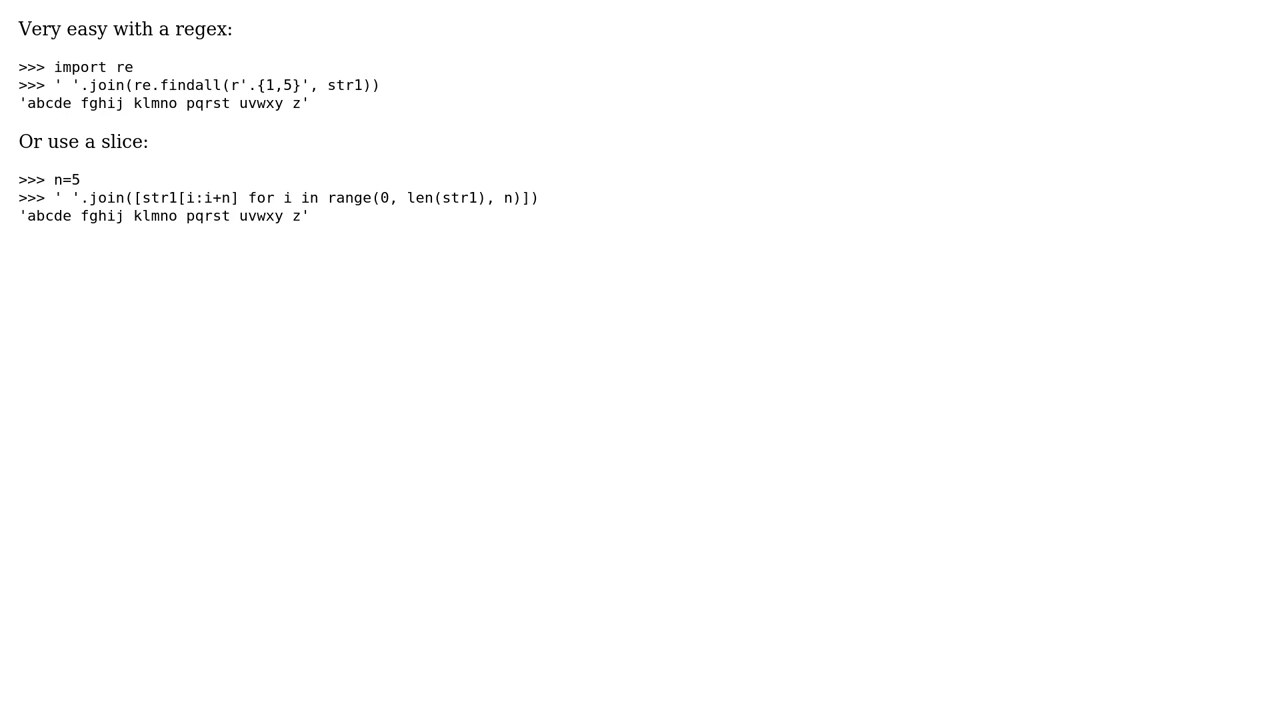 Very easy with a regex:
>>> import re
>>> ' '.join(re.findall(r'.{1,5}', str1))
'abcde fghij klmno pqrst uvwxy z'
Or use a slice:
>>> n=5
>>> ' '.join([str1[i:i+n] for i in range(0, len(str1), n)])
'abcde fghij klmno pqrst uvwxy z'